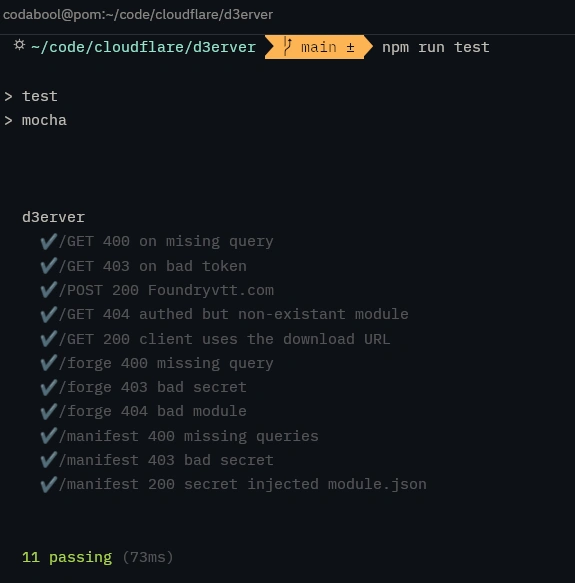 codabool@pom:~/code/cloudflare/d3erver
~/code/cloudflare/d3erver main ± npm run test
> test
> mocha
d3erver
✔/GET 400 on mising query
✔/GET 403 on bad token
✔/POST 200 Foundryvtt.com
✔/GET 404 authed but non-existant module
✔/GET 200 client uses the download URL
✔/forge 400 missing query
✔/forge 403 bad secret
✔/forge 404 bad module
✔/manifest 400 missing queries
✔/manifest 403 bad secret
✔/manifest 200 secret injected module.json
11 passing (73ms)